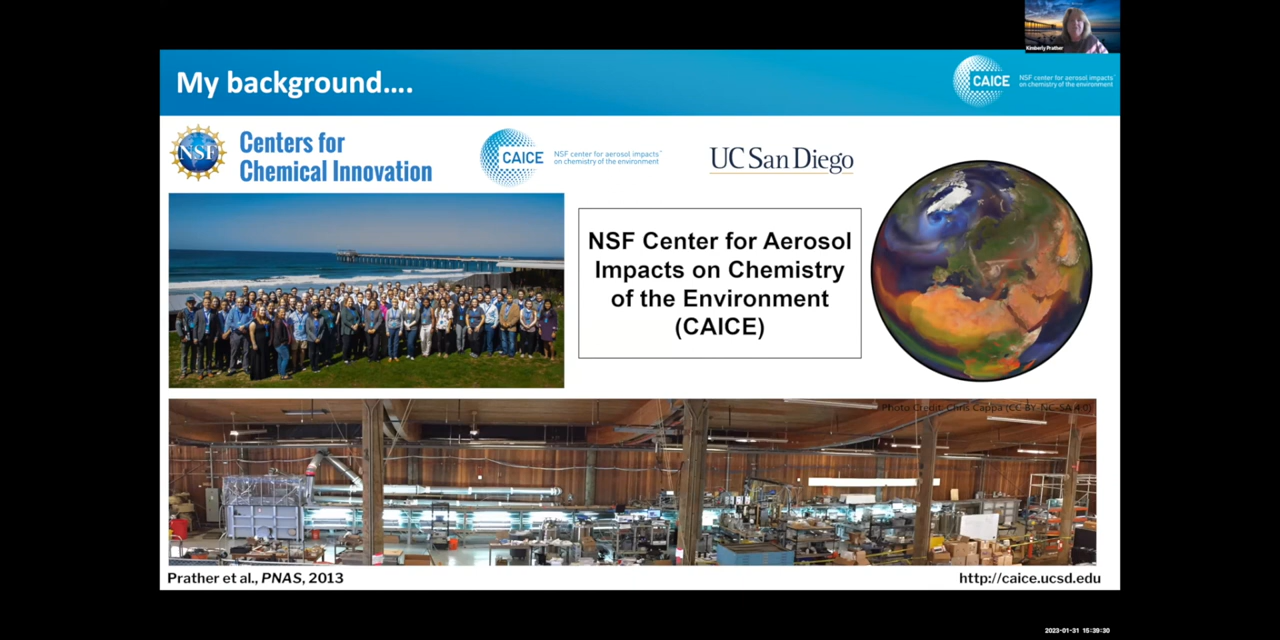 Kimberly Prather
My background....
CAICE
NSF center for aerosol impacts™
on chemistry of the environment
NSF
Centers for
Chemical Innovation
CAICE
NSF center for aerosol impacts™
on chemistry of the environment
UC San Diego
NSF Center for Aerosol
Impacts on Chemistry
of the Environment
(CAICE)
Photo Credit: Chris Cappa (CC-BY-NC-SA 4.0)
Prather et al., PNAS, 2013
http://caice.ucsd.edu
2023-01-31 15:39:30